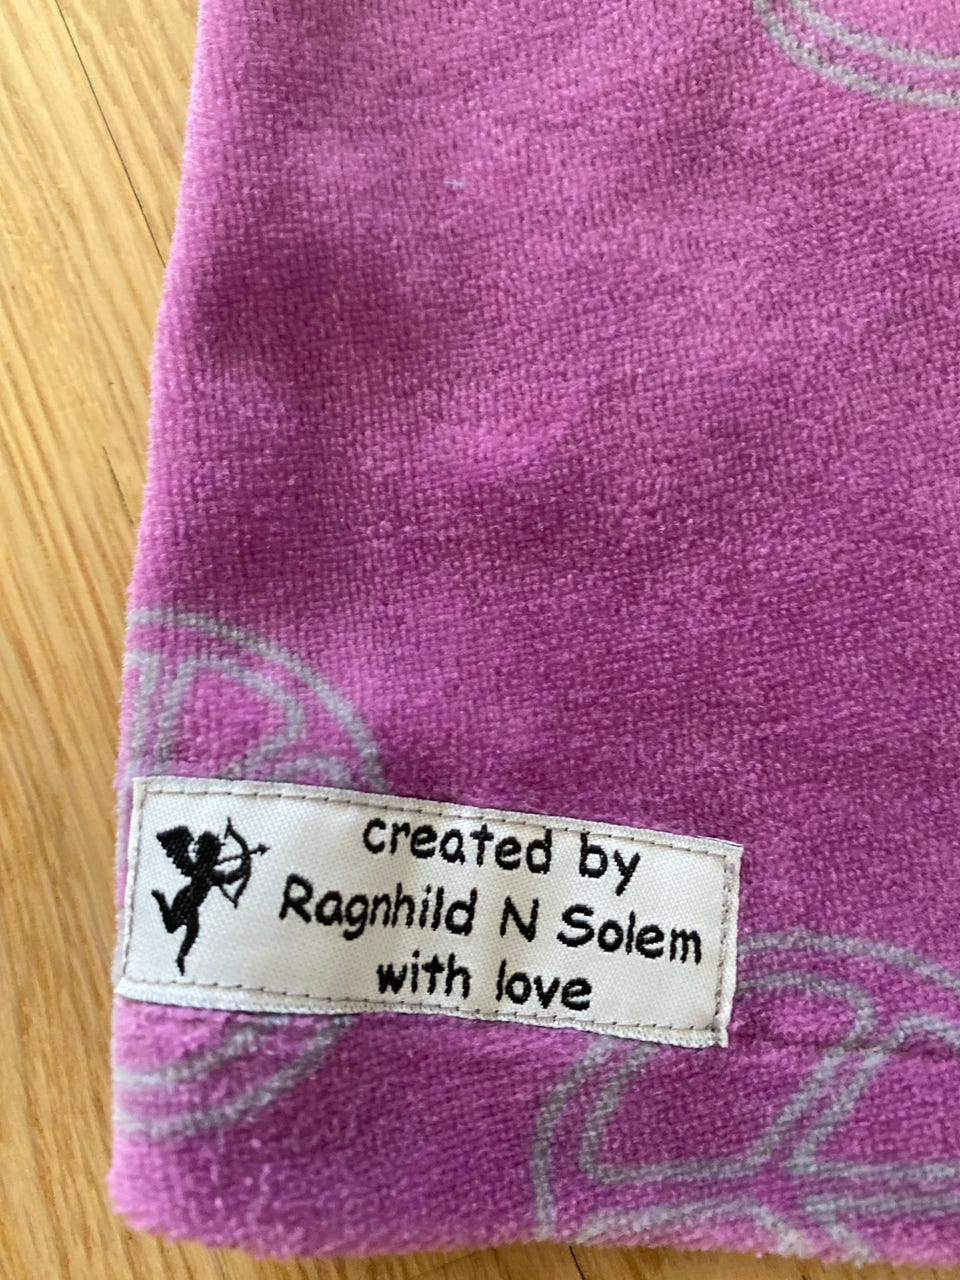 created by
Ragnhild N Solem
with love